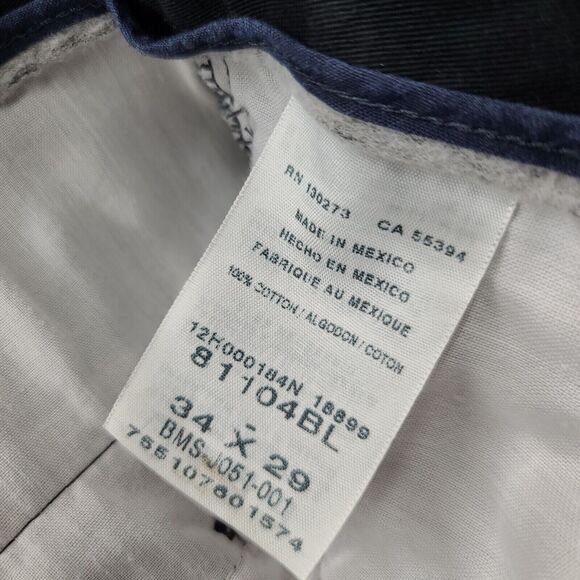 RN 130273 CA 55394
MADE IN MEXICO
HECHO EN MEXICO
FABRIQUE AU MEXIQUE
100% COTTON / ALGODON / COTON
12H000184N 18899
81104BL
34 X 29
BMS-J051-001
755107801574